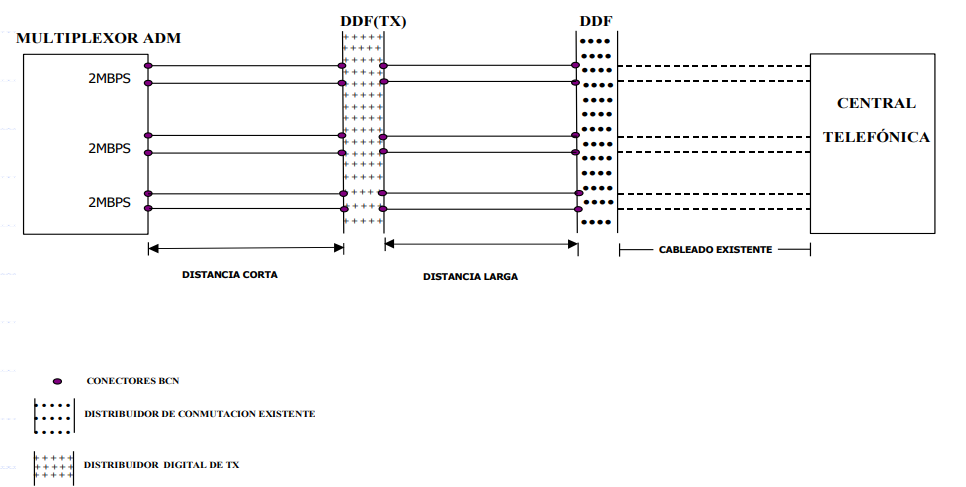 DDF(TX)
DDF
MULTIPLEXOR ADM
2MBPS
CENTRAL
TELEFÓNICA
2MBPS
2MBPS
DISTANCIA CORTA
DISTANCIA LARGA
CABLEADO EXISTENTE
CONECTORES BCN
DISTRIBUIDOR DE CONMUTACION EXISTENTE
DISTRIBUIDOR DIGITAL DE TX